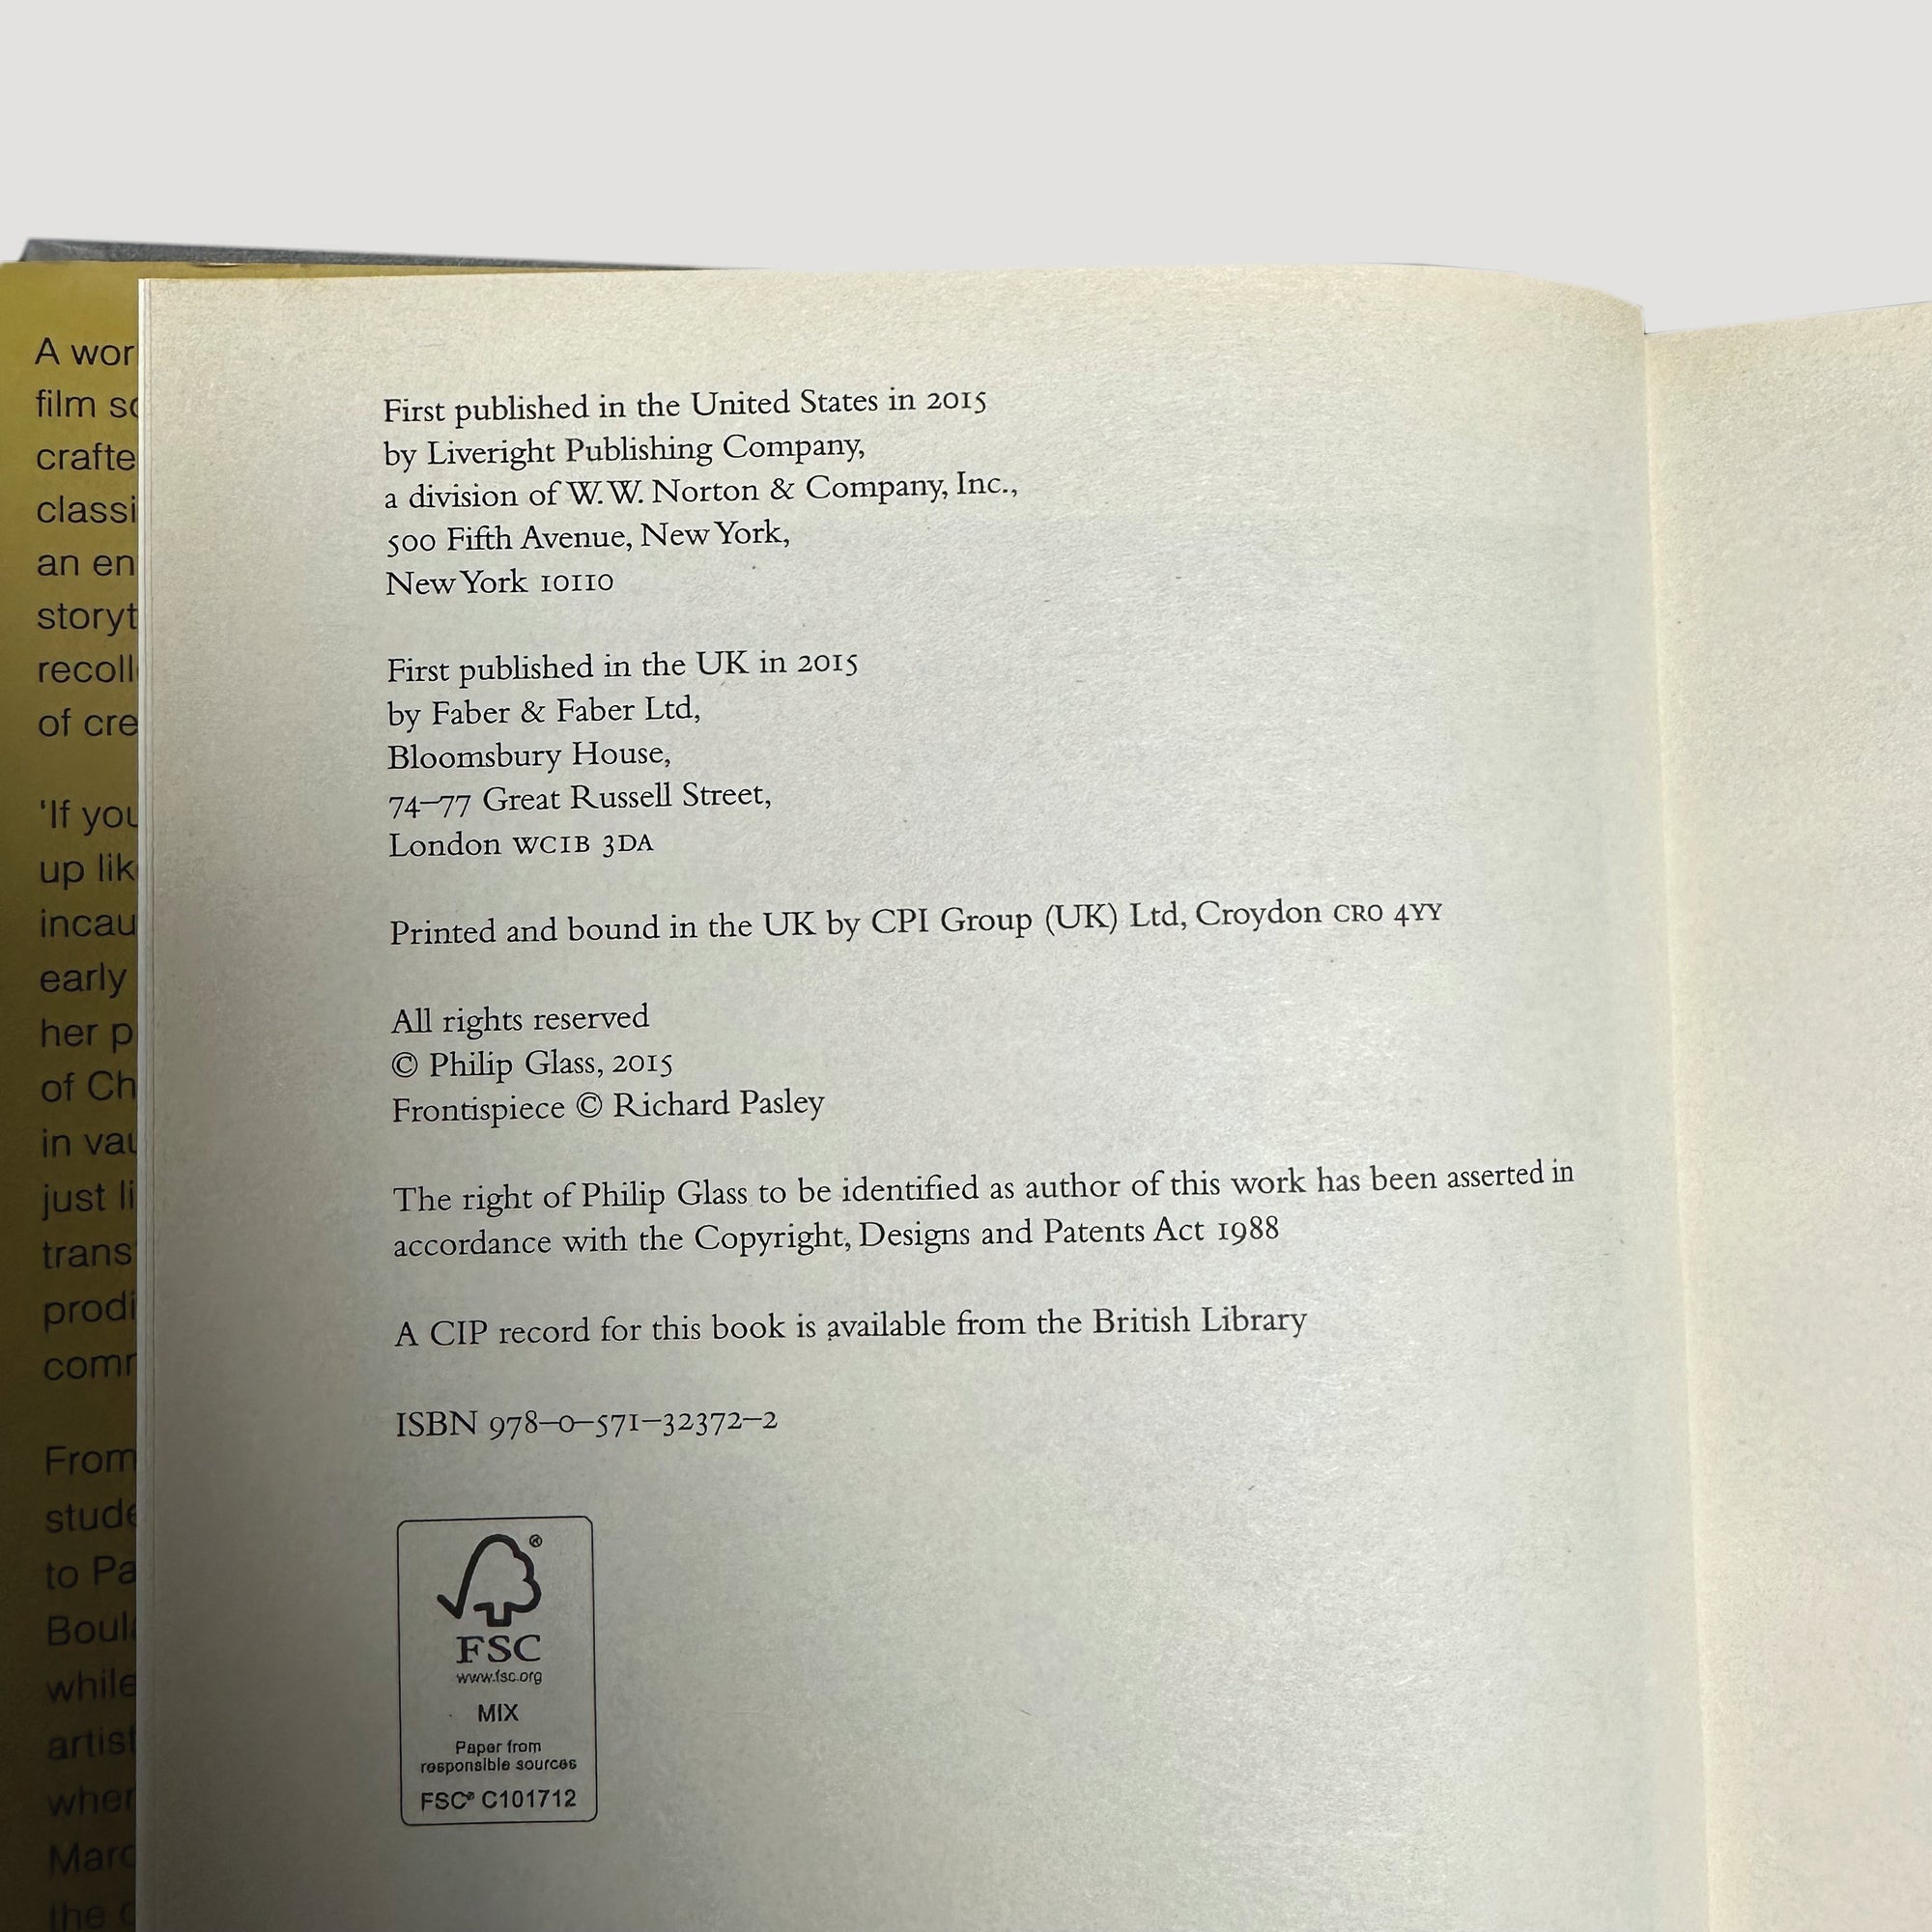 A wor
film sc
crafte
classi
an en
storyt
recoll
of cre
'If you
up lik
incau
early
her p
of Ch
in vau
just li
trans
prodi
comm
From
stude
to Pa
Boula
while
artist
wher
Marc
the C
First published in the United States in 2015
by Liveright Publishing Company,
a division of W.W. Norton & Company, Inc.,
500 Fifth Avenue, New York,
New York 10110
First published in the UK in 2015
by Faber & Faber Ltd,
Bloomsbury House,
74–77 Great Russell Street,
London WC1B 3DA
Printed and bound in the UK by CPI Group (UK) Ltd, Croydon CR0 4YY
All rights reserved
© Philip Glass, 2015
Frontispiece © Richard Pasley
The right of Philip Glass to be identified as author of this work has been asserted in
accordance with the Copyright, Designs and Patents Act 1988
A CIP record for this book is available from the British Library
ISBN 978–0–571–32372–2
®
FSC
www.fsc.org
MIX
Paper from
responsible sources
FSC® C101712